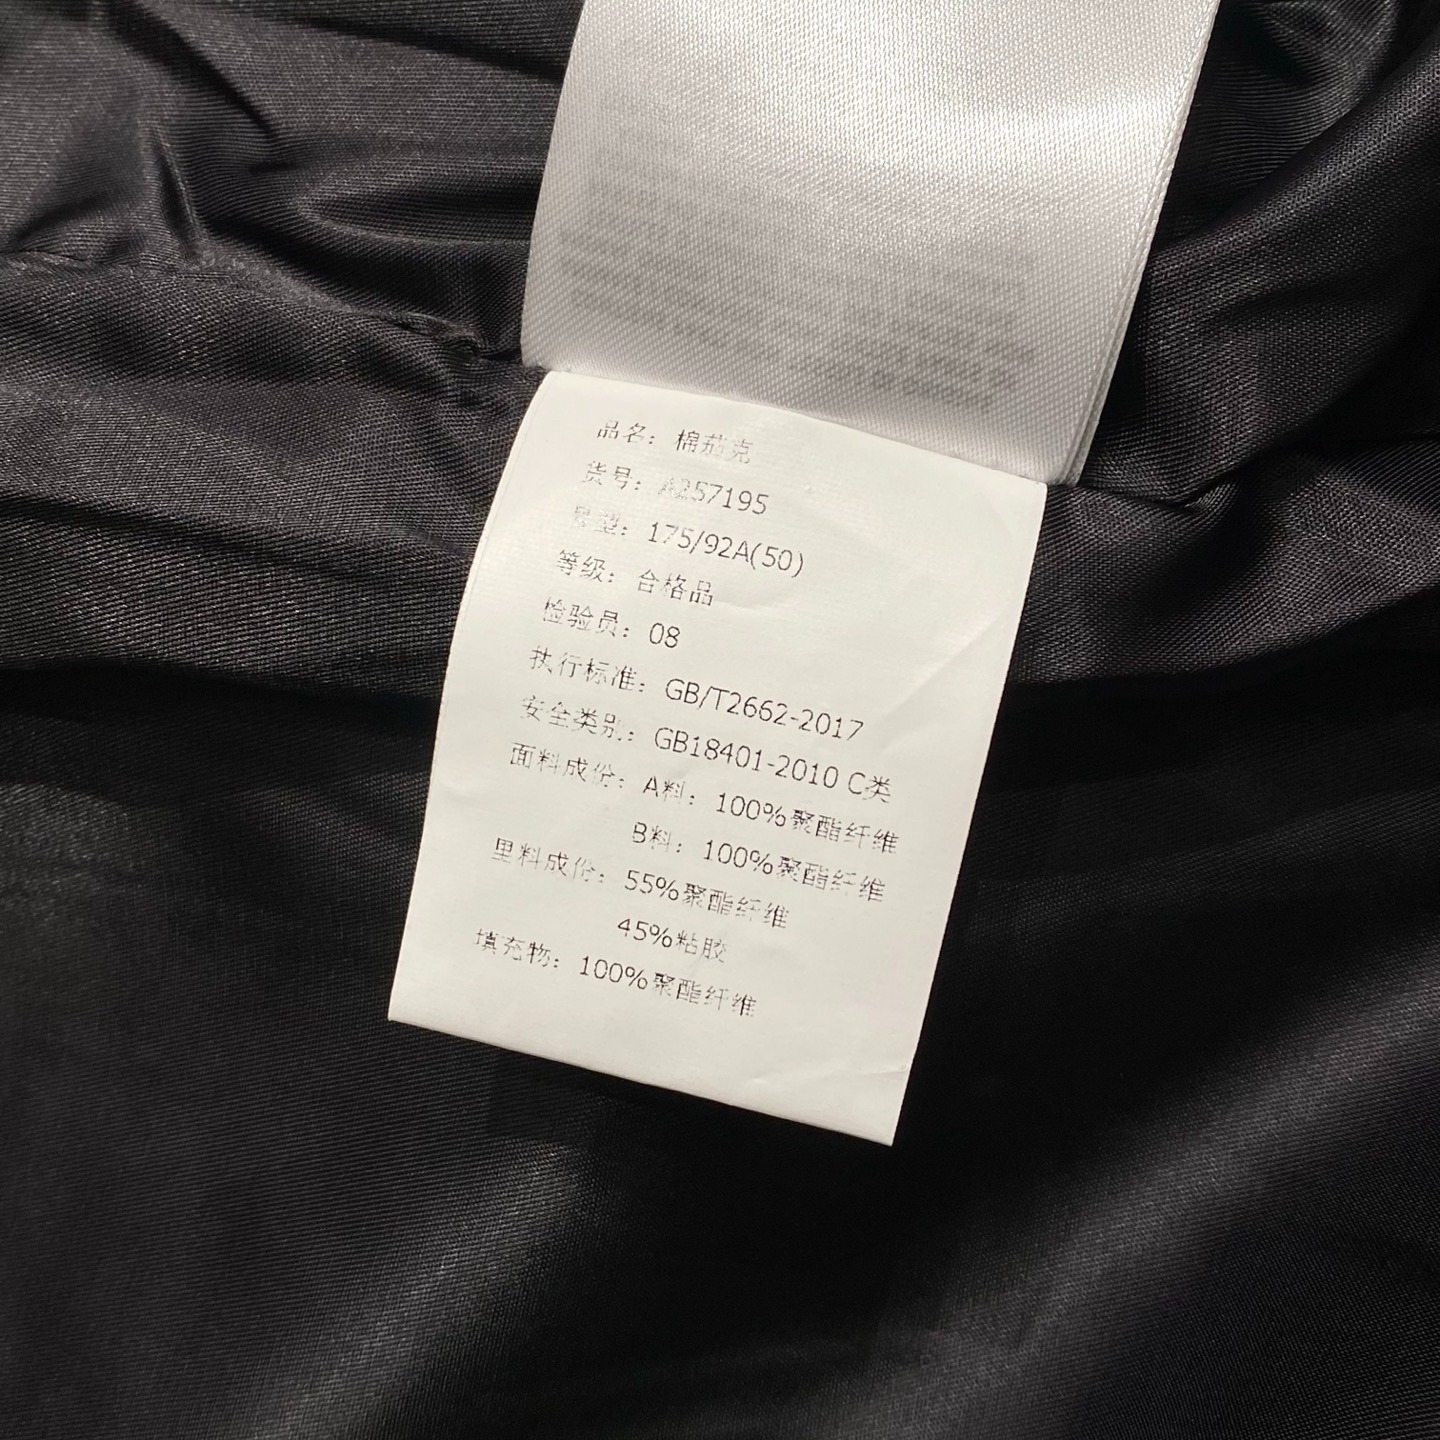 品名：棉茄克
货号：A257195
号型：175/92A(50)
等级：合格品
检验员：08
执行标准：GB/T2662-2017
安全类别：GB18401-2010 C类
面料成份：A料：100%聚酯纤维
B料：100%聚酯纤维
里料成份：55%聚酯纤维
45%粘胶
填充物：100%聚酯纤维